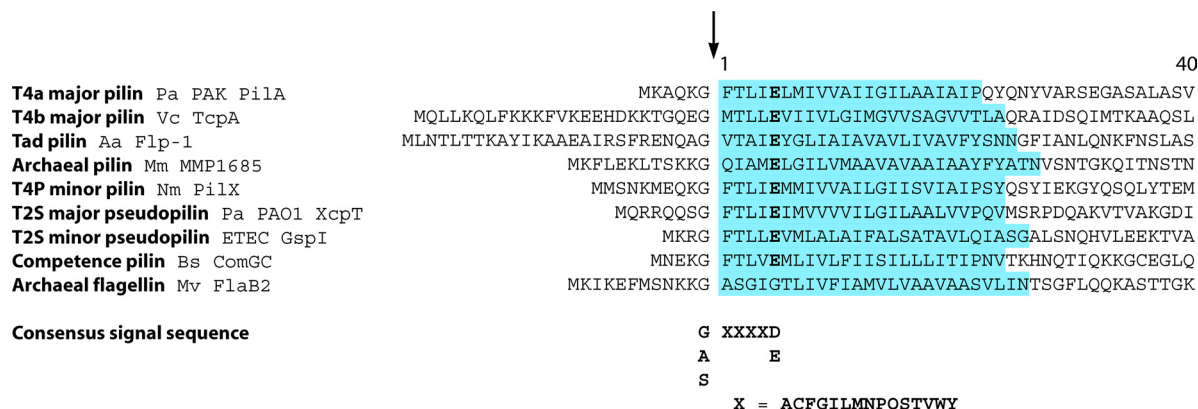 1 40
T4a major pilin Pa PAK PilA MKAQKG FTLIELMIVVAIIGILAAIAIPQYQNYVARSEGASALASV
T4b major pilin Vc TcpA MQLLKQLFKKKFVKEEHDKKTGQEG MTLLEVIIVLGIMGVVSAGVVTLAQRAIDSQIMTKAAQSL
Tad pilin Aa Flp-1 MLNTLTTKAYIKAAEAIRSFRENQAG VTAIEYGLIAIAVAVLIVAVFYSNNGFIANLQNKFNSLAS
Archaeal pilin Mm MMP1685 MKFLEKLTSKKG QIAMELGILVMAAVAVAAIAAYFYATNVSNTGKQITNSTN
T4P minor pilin Nm PilX MMSNKMEQKG FTLIEMMIVVAILGIISVIAIPSYQSYIEKGYQSQLYTEM
T2S major pseudopilin Pa PAO1 XcpT MQRRQQSG FTLIEIMVVVVILGILAALVVPQVMSRPDQAKVTVAKGDI
T2S minor pseudopilin ETEC GspI MKRG FTLLEVMLALAIFALSATAVLQIASGALSNQHVLEEKTVA
Competence pilin Bs ComGC MNEKG FTLVEMLIVLFIISILLLITIPNVTKHNQTIQKKGCEGLQ
Archaeal flagellin Mv FlaB2 MKIKEFMSNKKG ASGIGTLIVFIAMVLVAAVAASVLINTSGFLQQKASTTGK
Consensus signal sequence G XXXXD
A E
S
X = ACFGILMNPQSTVWY